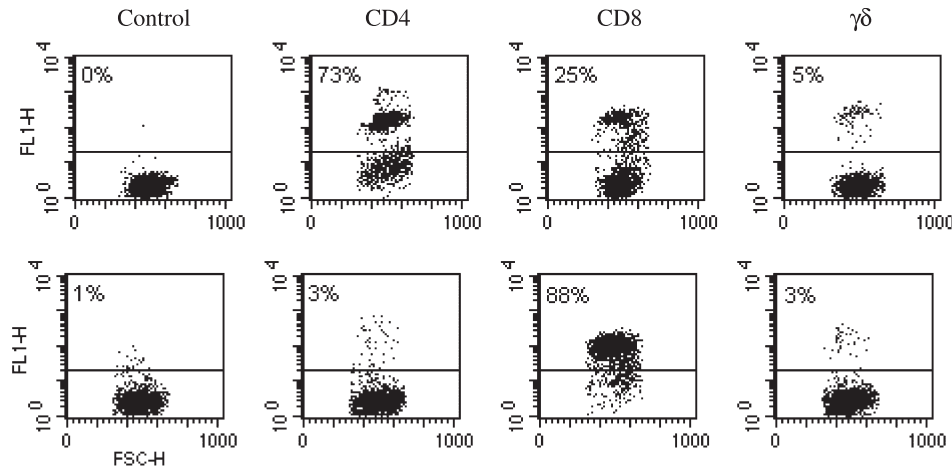 Control CD4 CD8 γδ
10 4 10 4 10 4 10 4
0% 73% 25% 5%
FL1-H
10 0 10 0 10 0 10 0
0 1000 0 1000 0 1000 0 1000
10 4 10 4 10 4 10 4
1% 3% 88% 3%
FL1-H
10 0 10 0 10 0 10 0
0 1000 0 1000 0 1000 0 1000
FSC-H